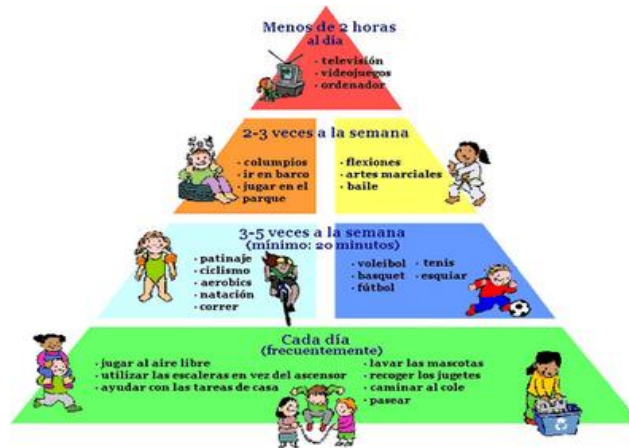 Menos de 2 horas
al día
· televisión
· videojuegos
· ordenador
2-3 veces a la semana
· columpios
· ir en barco
· jugar en el
parque
· flexiones
· artes marciales
· baile
3-5 veces a la semana
(mínimo: 20 minutos)
· patinaje
· ciclismo
· aerobics
· natación
· correr
· voleibol
· basquet
· fútbol
· tenis
· esquiar
Cada día
(frecuentemente)
· jugar al aire libre
· utilizar las escaleras en vez del ascensor
· ayudar con las tareas de casa
· lavar las mascotas
· recoger los jugetes
· caminar al cole
· pasear